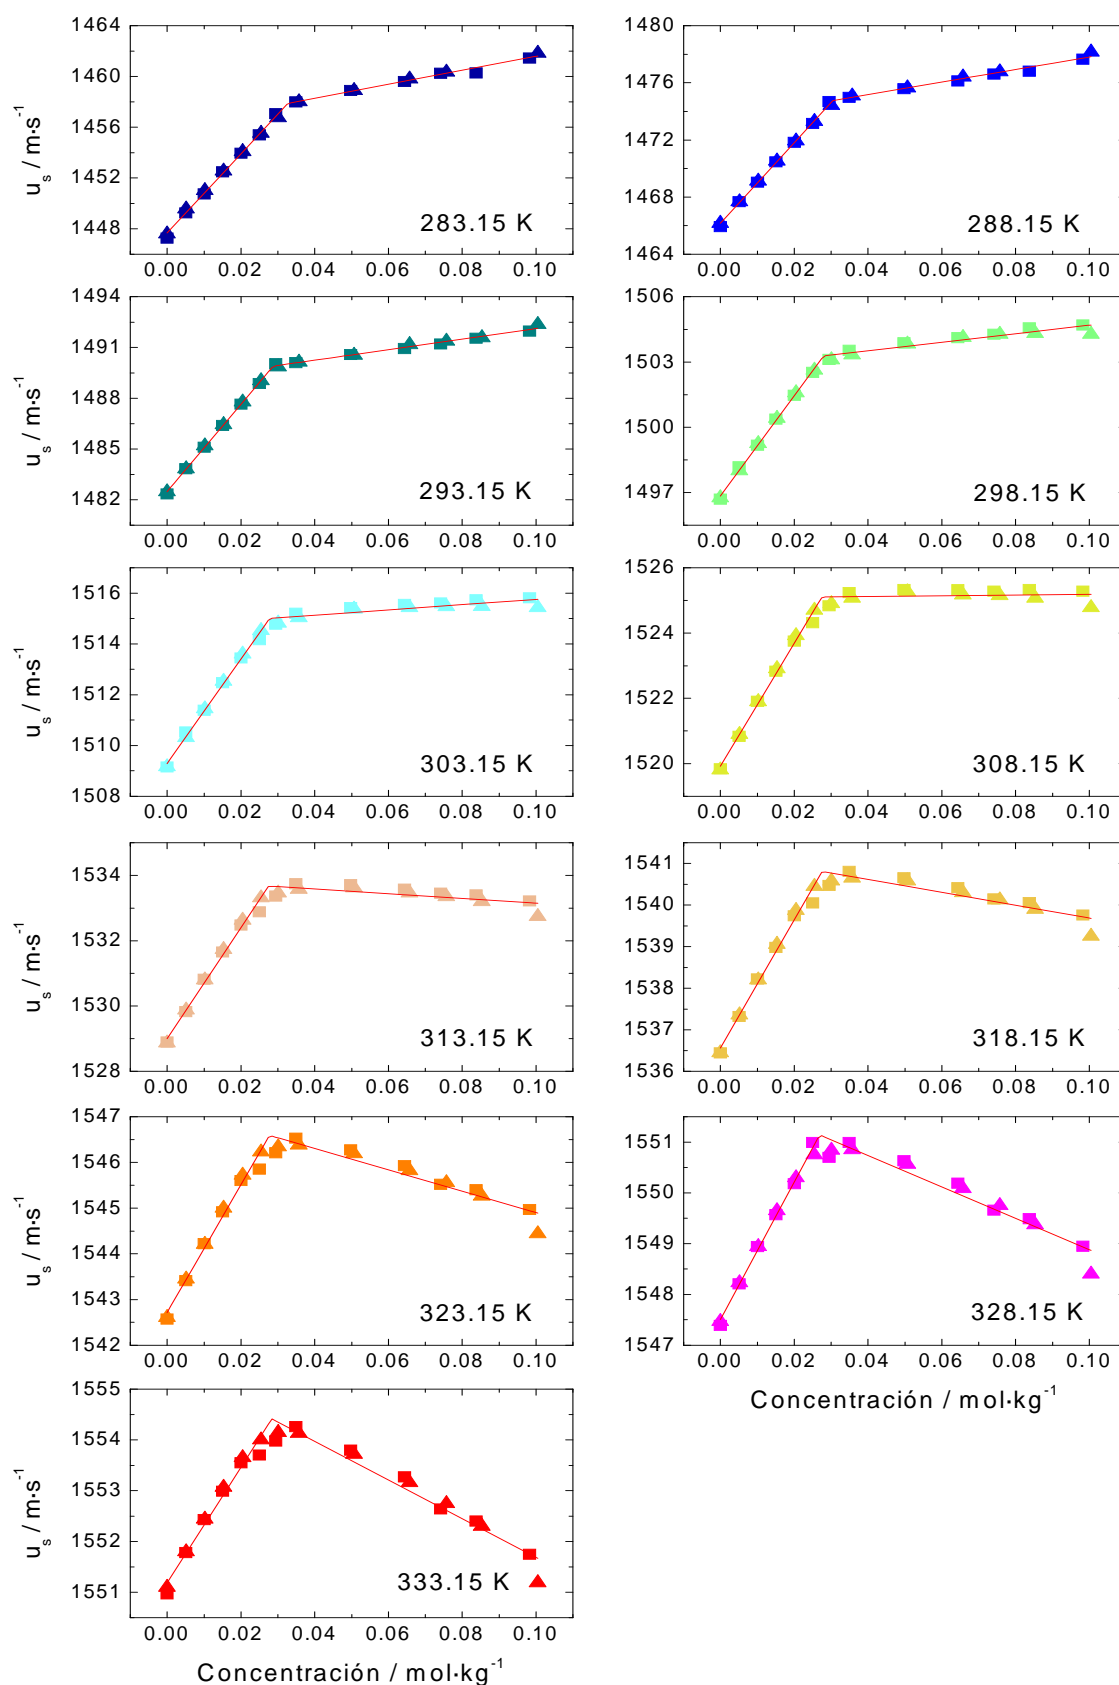 1464
1460
1456
1452
1448
u_s / m·s⁻¹
283.15 K
0.00 0.02 0.04 0.06 0.08 0.10
1480
1476
1472
1468
1464
288.15 K
0.00 0.02 0.04 0.06 0.08 0.10
1494
1491
1488
1485
1482
u_s / m·s⁻¹
293.15 K
0.00 0.02 0.04 0.06 0.08 0.10
1506
1503
1500
1497
298.15 K
0.00 0.02 0.04 0.06 0.08 0.10
1516
1514
1512
1510
1508
u_s / m·s⁻¹
303.15 K
0.00 0.02 0.04 0.06 0.08 0.10
1526
1524
1522
1520
308.15 K
0.00 0.02 0.04 0.06 0.08 0.10
1534
1532
1530
1528
u_s / m·s⁻¹
313.15 K
0.00 0.02 0.04 0.06 0.08 0.10
1541
1540
1539
1538
1537
1536
318.15 K
0.00 0.02 0.04 0.06 0.08 0.10
1547
1546
1545
1544
1543
1542
u_s / m·s⁻¹
323.15 K
0.00 0.02 0.04 0.06 0.08 0.10
1551
1550
1549
1548
1547
328.15 K
0.00 0.02 0.04 0.06 0.08 0.10
Concentración / mol·kg⁻¹
1555
1554
1553
1552
1551
u_s / m·s⁻¹
333.15 K
0.00 0.02 0.04 0.06 0.08 0.10
Concentración / mol·kg⁻¹